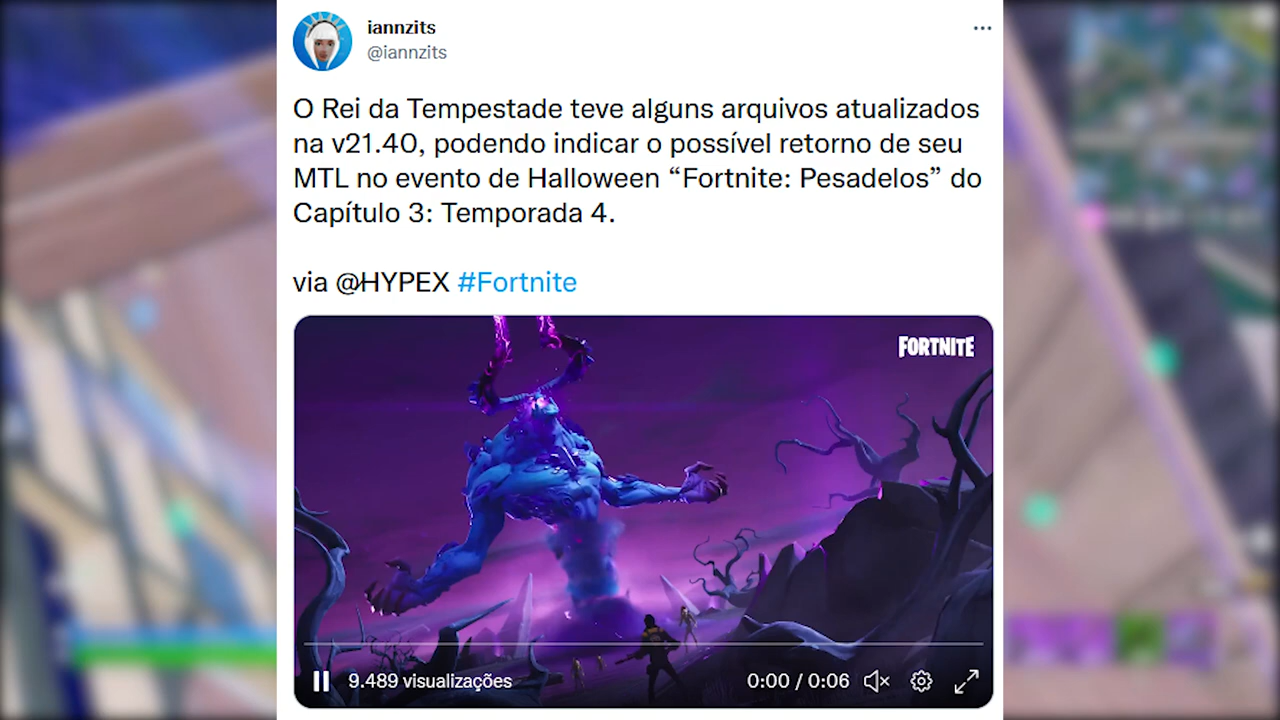 iannzits
@iannzits
O Rei da Tempestade teve alguns arquivos atualizados
na v21.40, podendo indicar o possível retorno de seu
MTL no evento de Halloween “Fortnite: Pesadelos” do
Capítulo 3: Temporada 4.
via @HYPEX #Fortnite
FORTNITE
9.489 visualizações
0:00 / 0:06